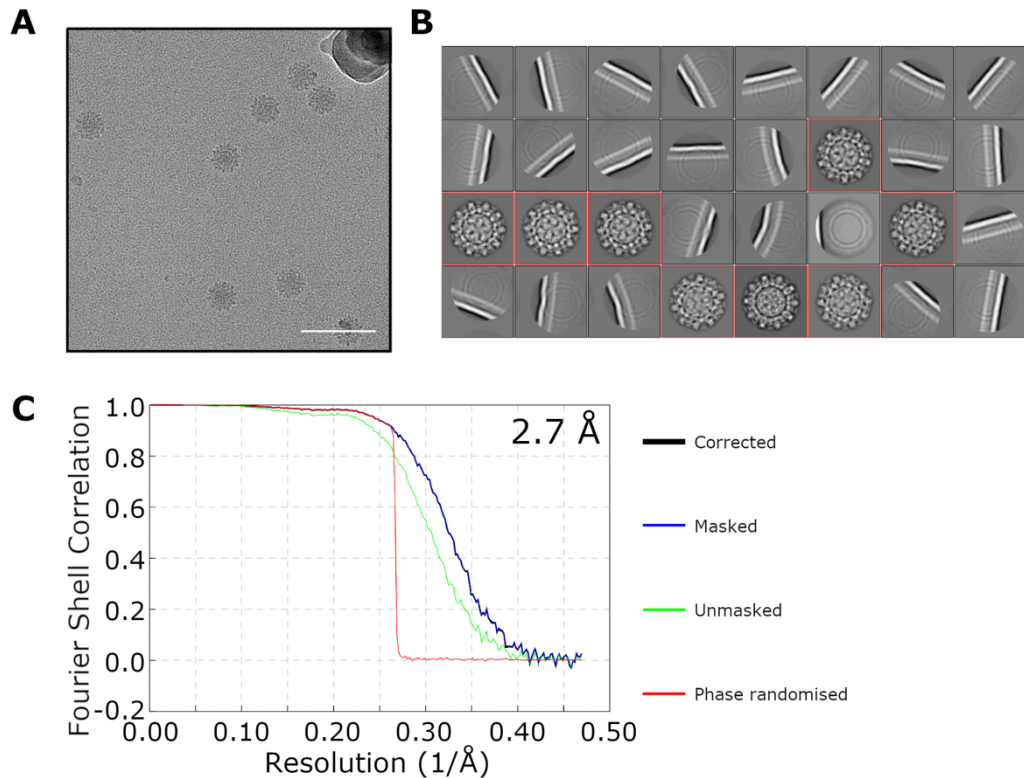 A
B
C
2.7 Å
1.0
0.8
0.6
0.4
0.2
0.0
-0.2
Fourier Shell Correlation
0.00 0.10 0.20 0.30 0.40 0.50
Resolution (1/Å)
Corrected
Masked
Unmasked
Phase randomised